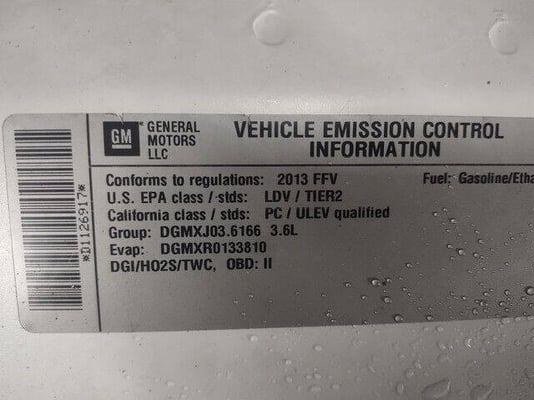 GM
GENERAL
MOTORS
LLC
VEHICLE EMISSION CONTROL
INFORMATION
Conforms to regulations: 2013 FFV
Fuel: Gasoline/Etha
U.S. EPA class / stds: LDV / TIER2
California class / stds: PC / ULEV qualified
Group: DGMXJ03.6166 3.6L
Evap: DGMXR0133810
DGI/HO2S/TWC, OBD: II
*D1126917*